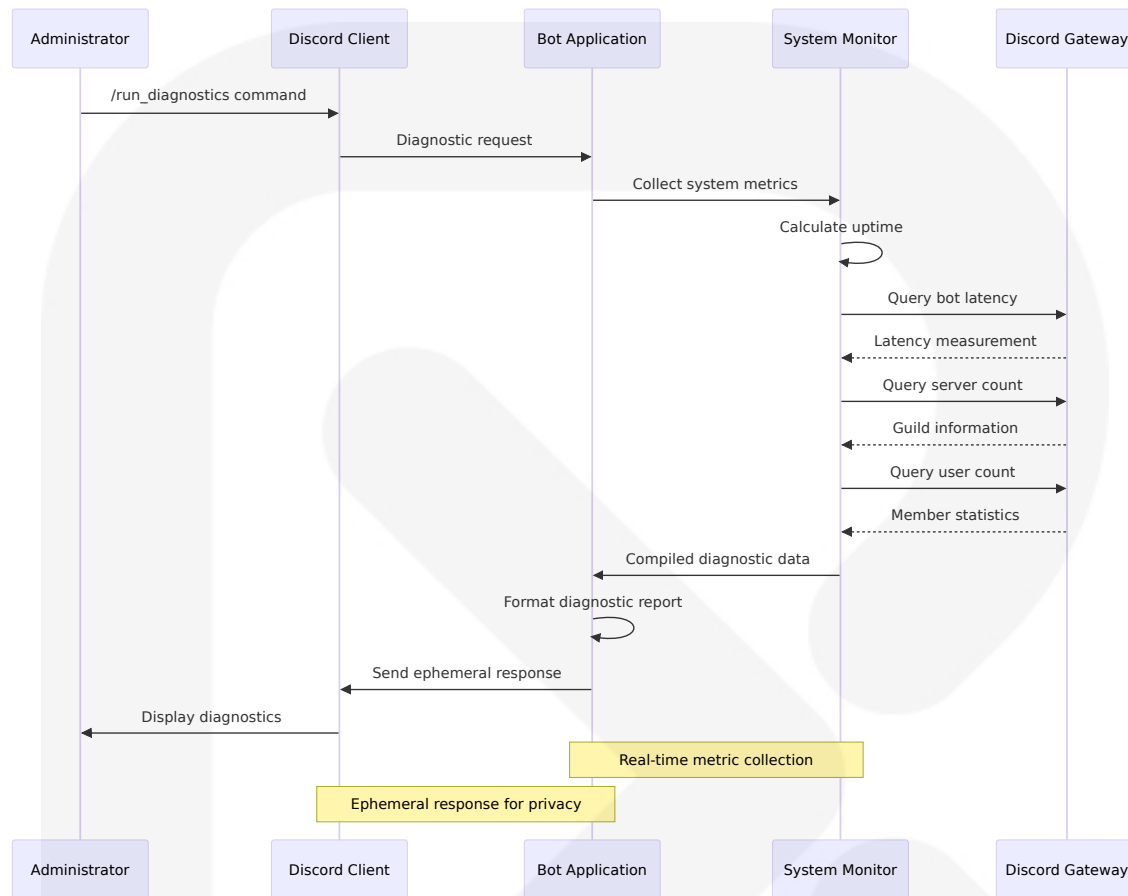 Administrator
Discord Client
Bot Application
System Monitor
Discord Gateway
/run_diagnostics command
Diagnostic request
Collect system metrics
Calculate uptime
Query bot latency
Latency measurement
Query server count
Guild information
Query user count
Member statistics
Compiled diagnostic data
Format diagnostic report
Send ephemeral response
Display diagnostics
Real-time metric collection
Ephemeral response for privacy
Administrator
Discord Client
Bot Application
System Monitor
Discord Gateway